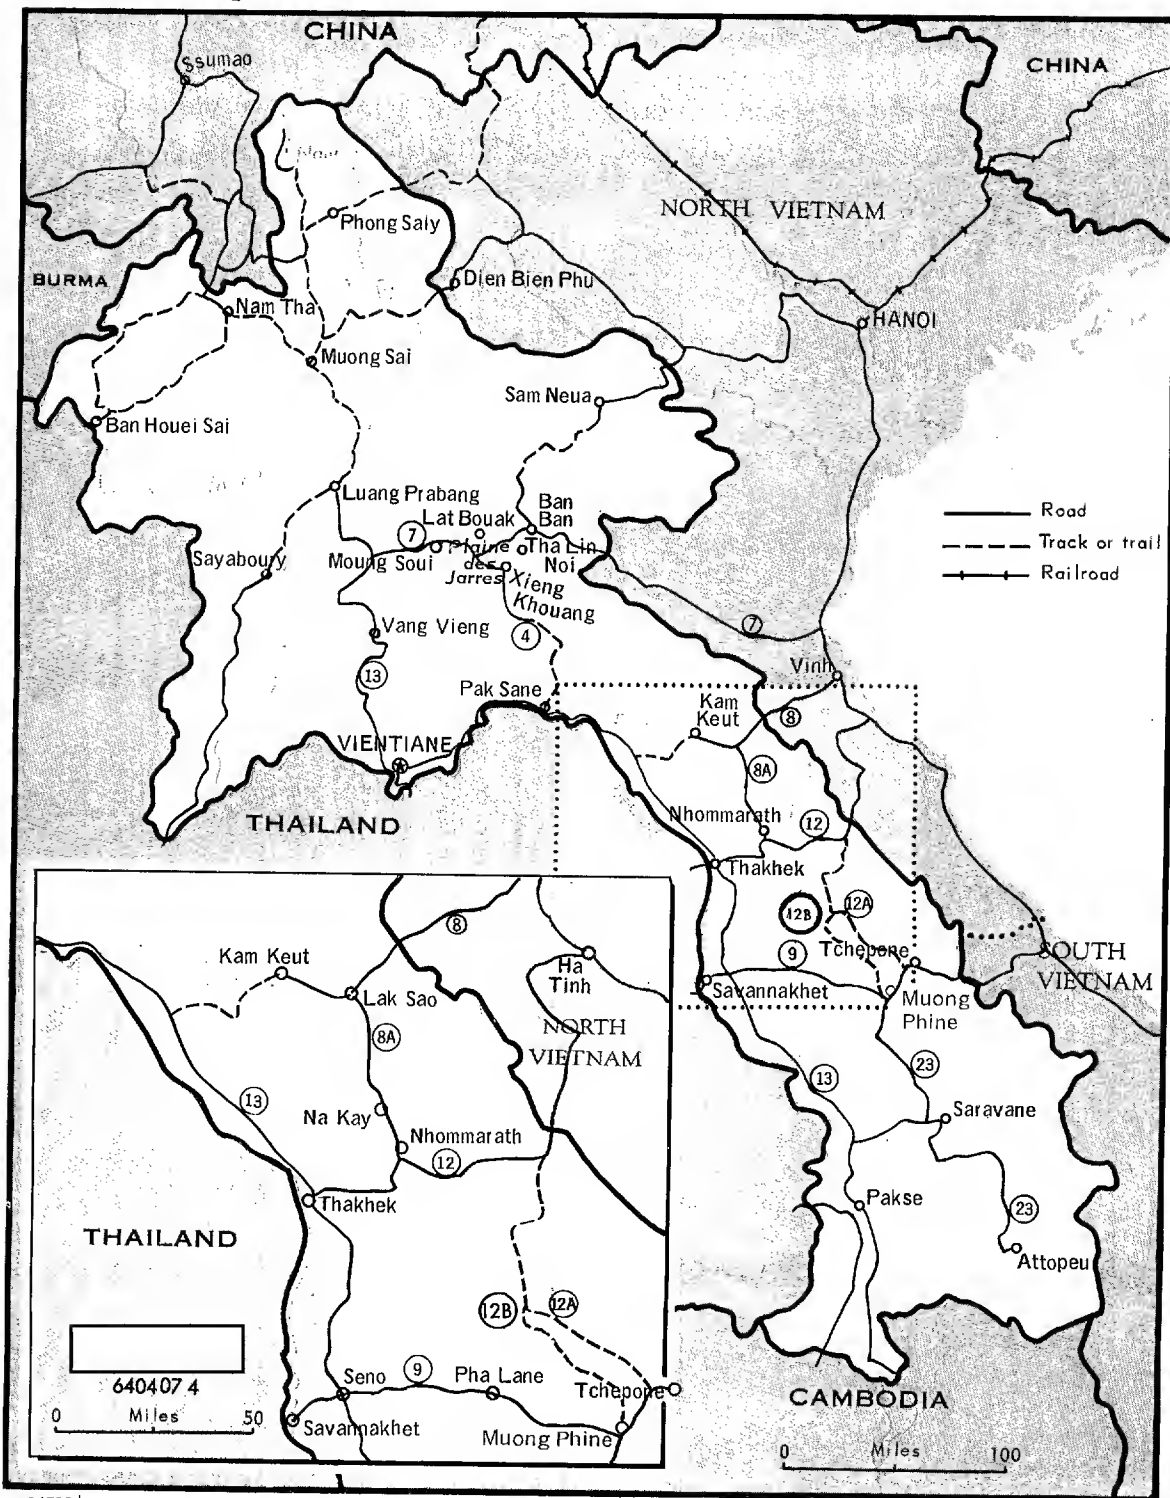 CHINA
CHINA
Ssumao
NORTH VIETNAM
Phong Saly
BURMA
Dien Bien Phu
Nam Tha
HANOI
Muong Sai
Sam Neua
Ban Houei Sai
Luang Prabang
Ban
Ban
Lat Bouak
Road
7
Plaine
des
Jarres
Tha Lin
Noi
Track or trail
Sayaboury
Moung Soui
Xieng
Khouang
Railroad
4
7
Vang Vieng
Vinh
13
Pak Sane
Kam
Keut
8
VIENTIANE
8A
THAILAND
Nhommarath
12
Thakhek
12B
12A
Tchepone
9
SOUTH
VIETNAM
Savannakhet
Muong
Phine
13
23
Saravane
Pakse
23
Attopeu
CAMBODIA
0 Miles 100
8
Kam Keut
Ha
Tinh
Lak Sao
NORTH
VIETNAM
8A
13
Na Kay
Nhommarath
12
Thakhek
THAILAND
12B
12A
640407 4
Seno
9
Pha Lane
Tchepone
0 Miles 50
Savannakhet
Muong Phine